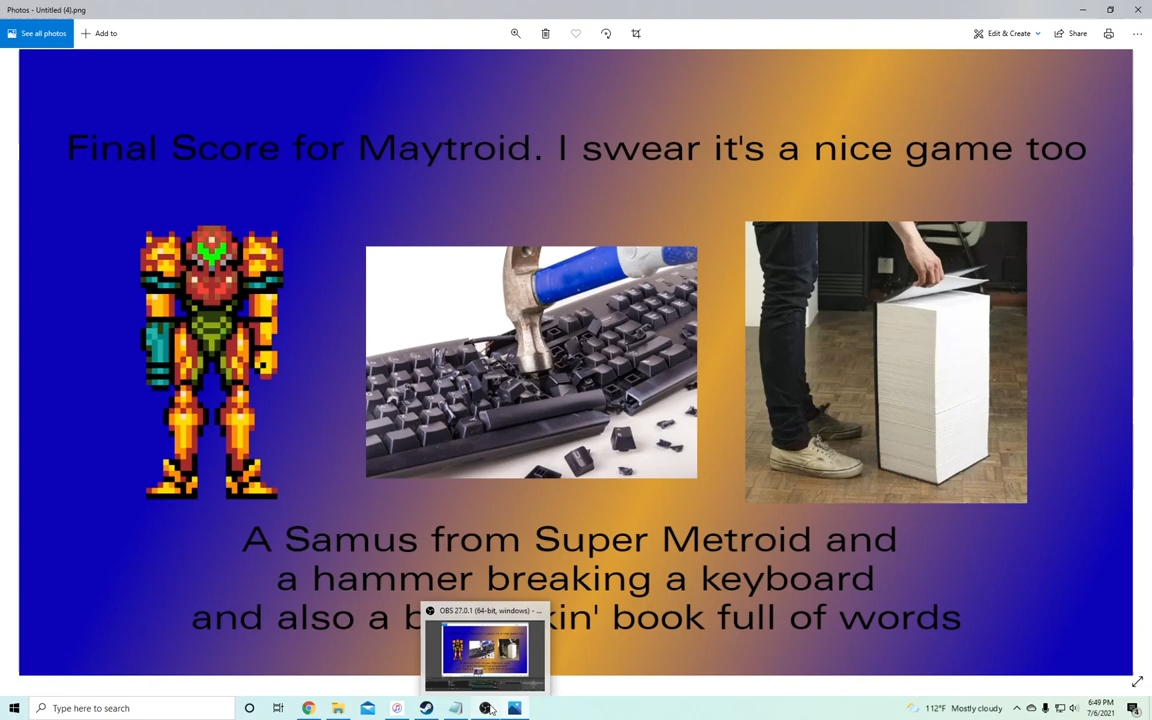 Photos - Untitled (4).png
See all photos
Add to
Edit & Create
Share
Final Score for Maytroid. I swear it's a nice game too
A Samus from Super Metroid and
a hammer breaking a keyboard
and also a b kin' book full of words
OBS 27.0.1 (64-bit, windows) - ...
Type here to search
112°F Mostly cloudy
6:49 PM
7/6/2021
4